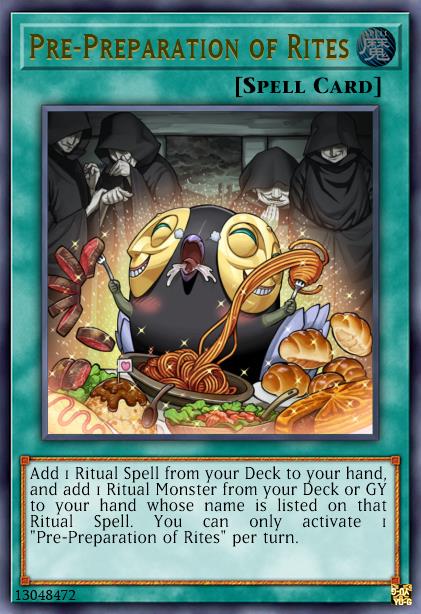 Pre-Preparation of Rites 魔
[Spell Card]
Add 1 Ritual Spell from your Deck to your hand,
and add 1 Ritual Monster from your Deck or GY
to your hand whose name is listed on that
Ritual Spell. You can only activate 1
"Pre-Preparation of Rites" per turn.
13048472